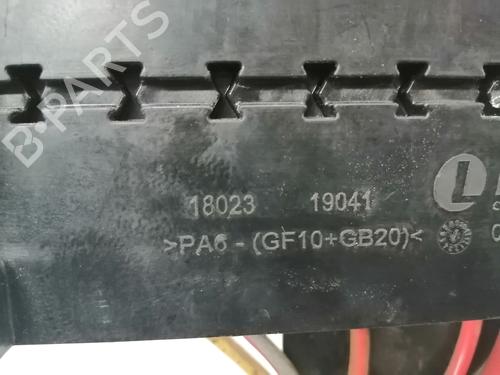 B-PARTS
18023 19041
>PA6-(GF10+GB20)<
L